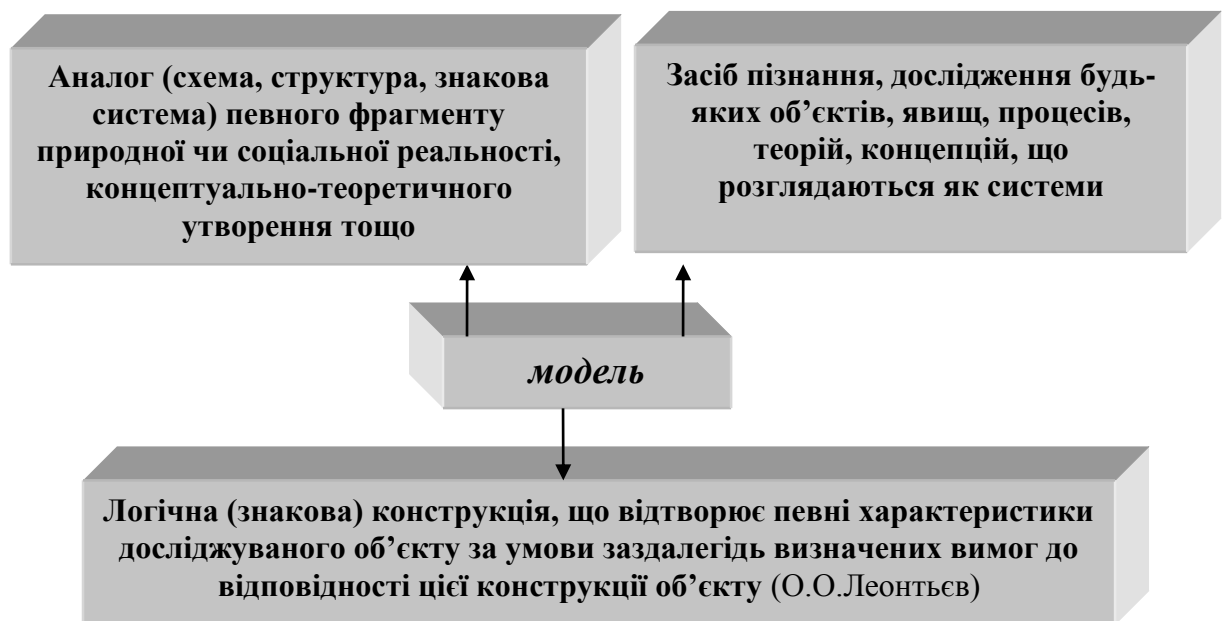 Аналог (схема, структура, знакова
система) певного фрагменту
природної чи соціальної реальності,
концептуально-теоретичного
утворення тощо
Засіб пізнання, дослідження будь-
яких об’єктів, явищ, процесів,
теорій, концепцій, що
розглядаються як системи
модель
Логічна (знакова) конструкція, що відтворює певні характеристики
досліджуваного об’єкту за умови заздалегідь визначених вимог до
відповідності цієї конструкції об’єкту (О.О.Леонтьєв)